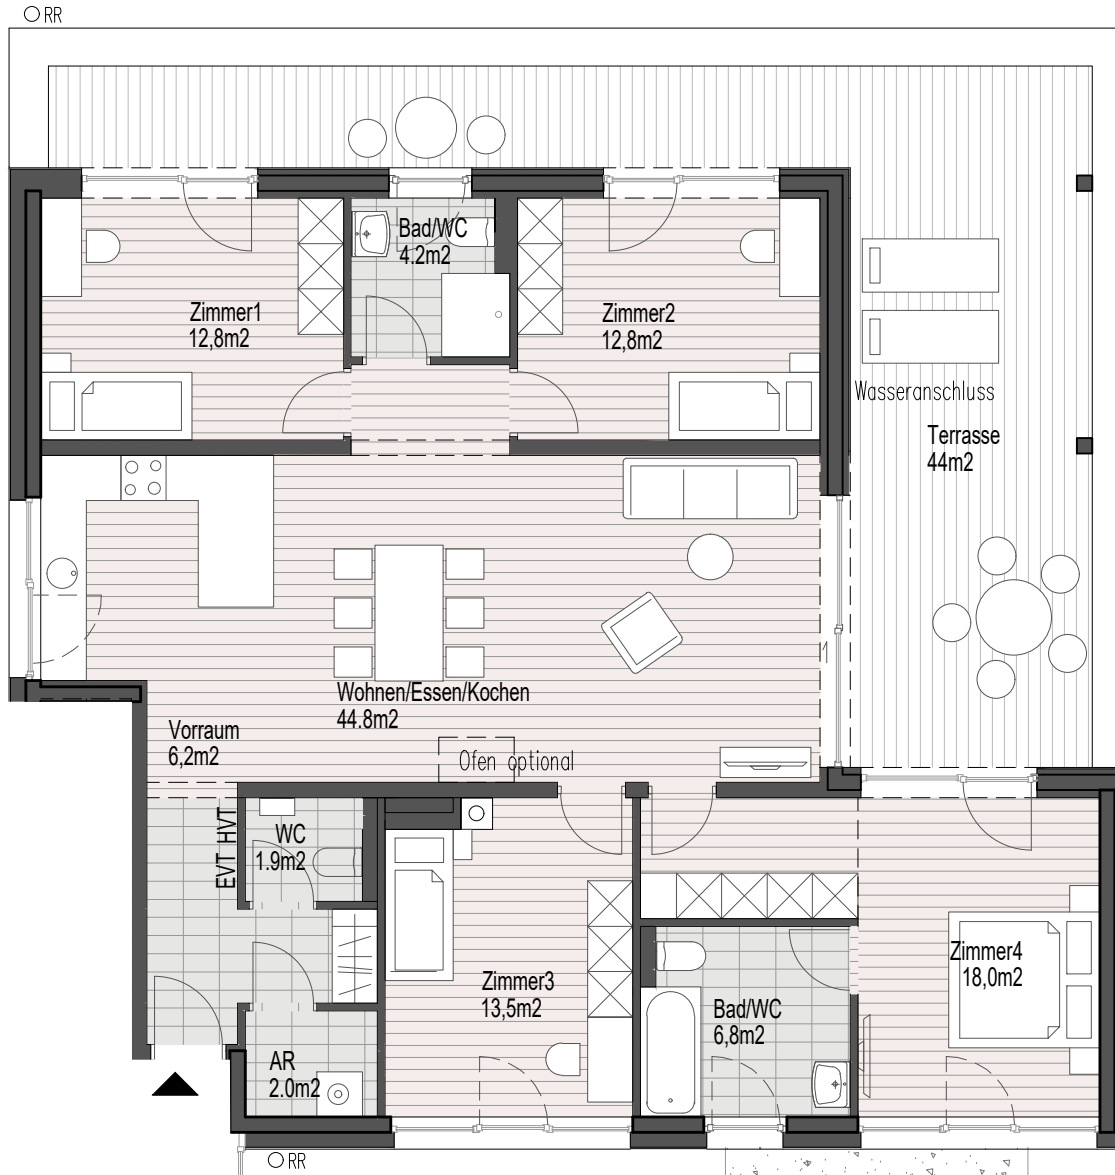 RR
Bad/WC
4.2m2
Zimmer1
12,8m2
Zimmer2
12,8m2
Wasseranschluss
Terrasse
44m2
Wohnen/Essen/Kochen
44.8m2
Vorraum
6,2m2
Ofen optional
EVT HVT
WC
1.9m2
Zimmer3
13,5m2
Zimmer4
18,0m2
Bad/WC
6,8m2
AR
2.0m2
RR